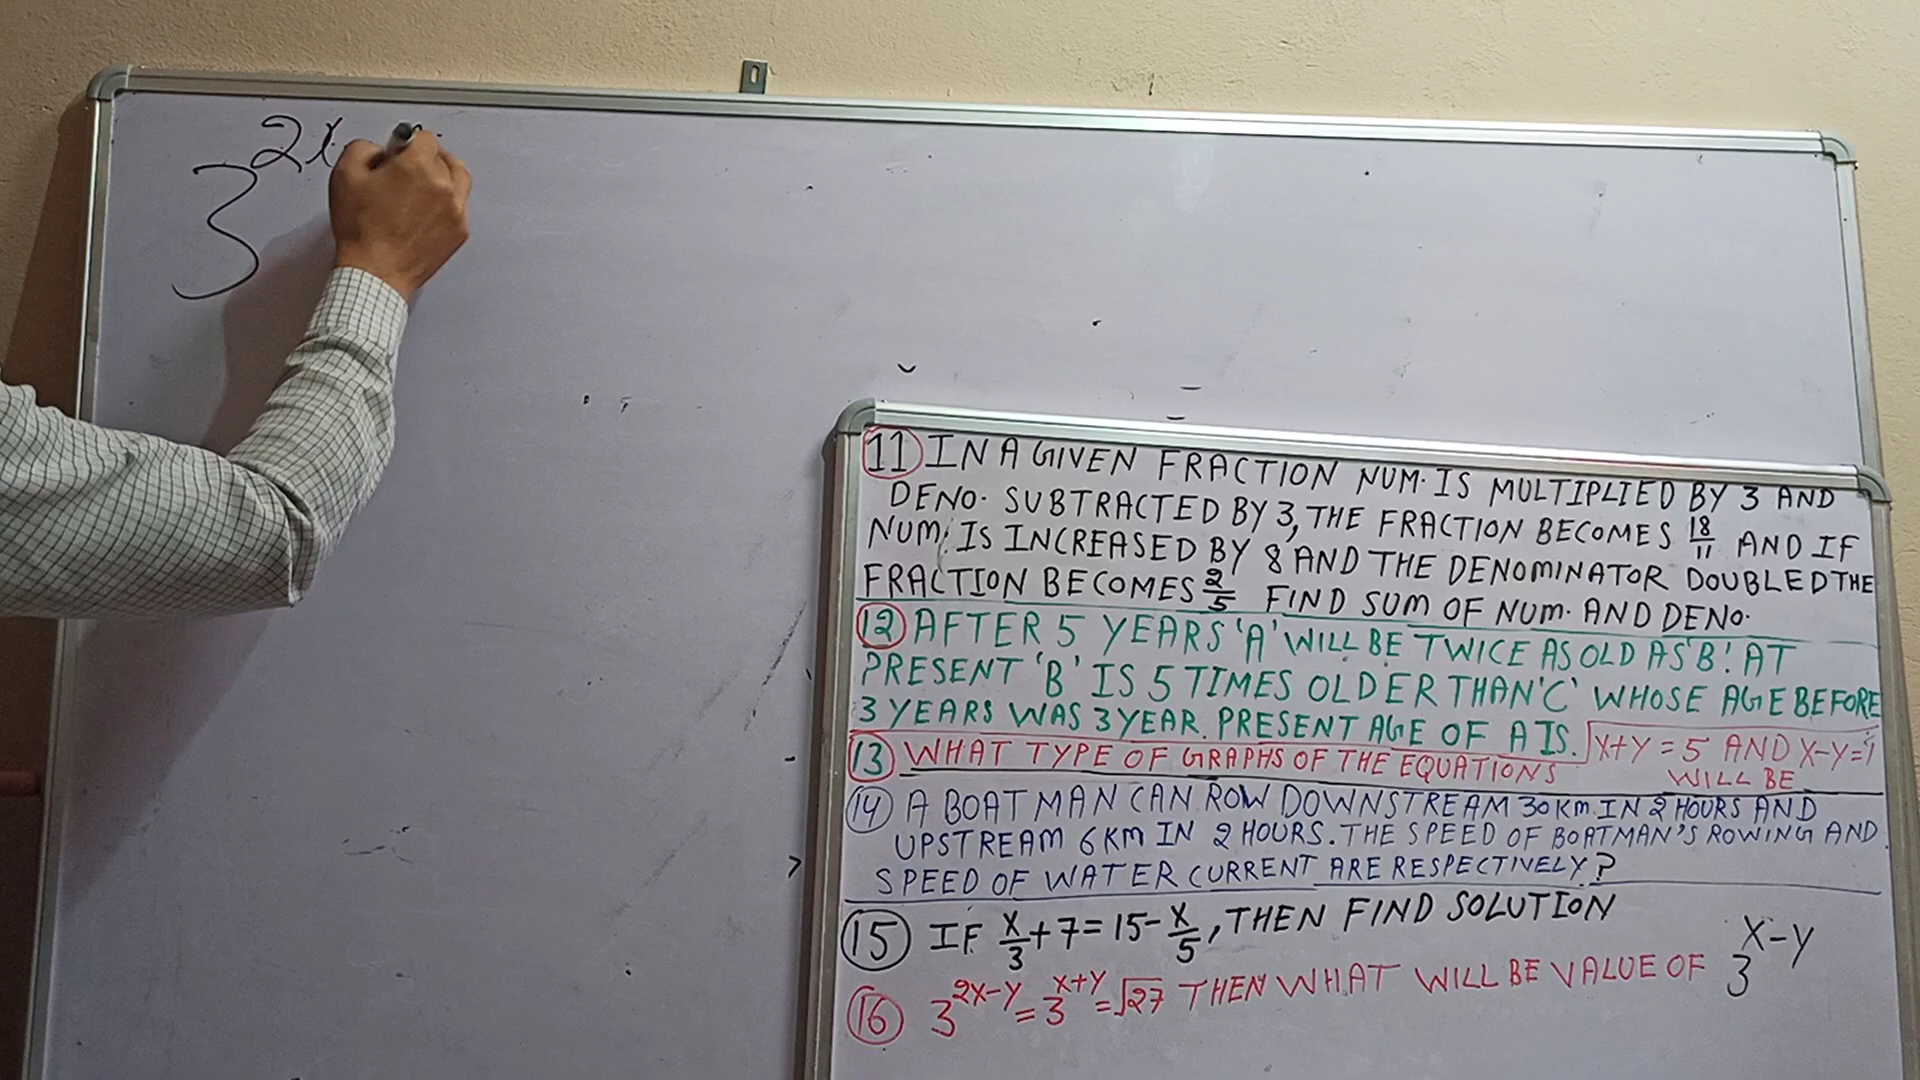 3^2x
11 IN A GIVEN FRACTION NUM. IS MULTIPLIED BY 3 AND
DENO. SUBTRACTED BY 3, THE FRACTION BECOMES 18/11 AND IF
NUM. IS INCREASED BY 8 AND THE DENOMINATOR DOUBLED THE
FRACTION BECOMES 2/5 FIND SUM OF NUM. AND DENO.
12 AFTER 5 YEARS 'A' WILL BE TWICE AS OLD AS 'B'. AT
PRESENT 'B' IS 5 TIMES OLDER THAN 'C' WHOSE AGE BEFORE
3 YEARS WAS 3 YEAR. PRESENT AGE OF A IS.
13 WHAT TYPE OF GRAPHS OF THE EQUATIONS x+y=5 AND x-y=1
WILL BE
14 A BOATMAN CAN ROW DOWNSTREAM 30KM IN 2 HOURS AND
UPSTREAM 6KM IN 2 HOURS. THE SPEED OF BOATMAN'S ROWING AND
SPEED OF WATER CURRENT ARE RESPECTIVELY?
15 IF x/3+7=15-x/5, THEN FIND SOLUTION
16 3^2x-y=3^x+y=√27 THEN WHAT WILL BE VALUE OF 3^x-y